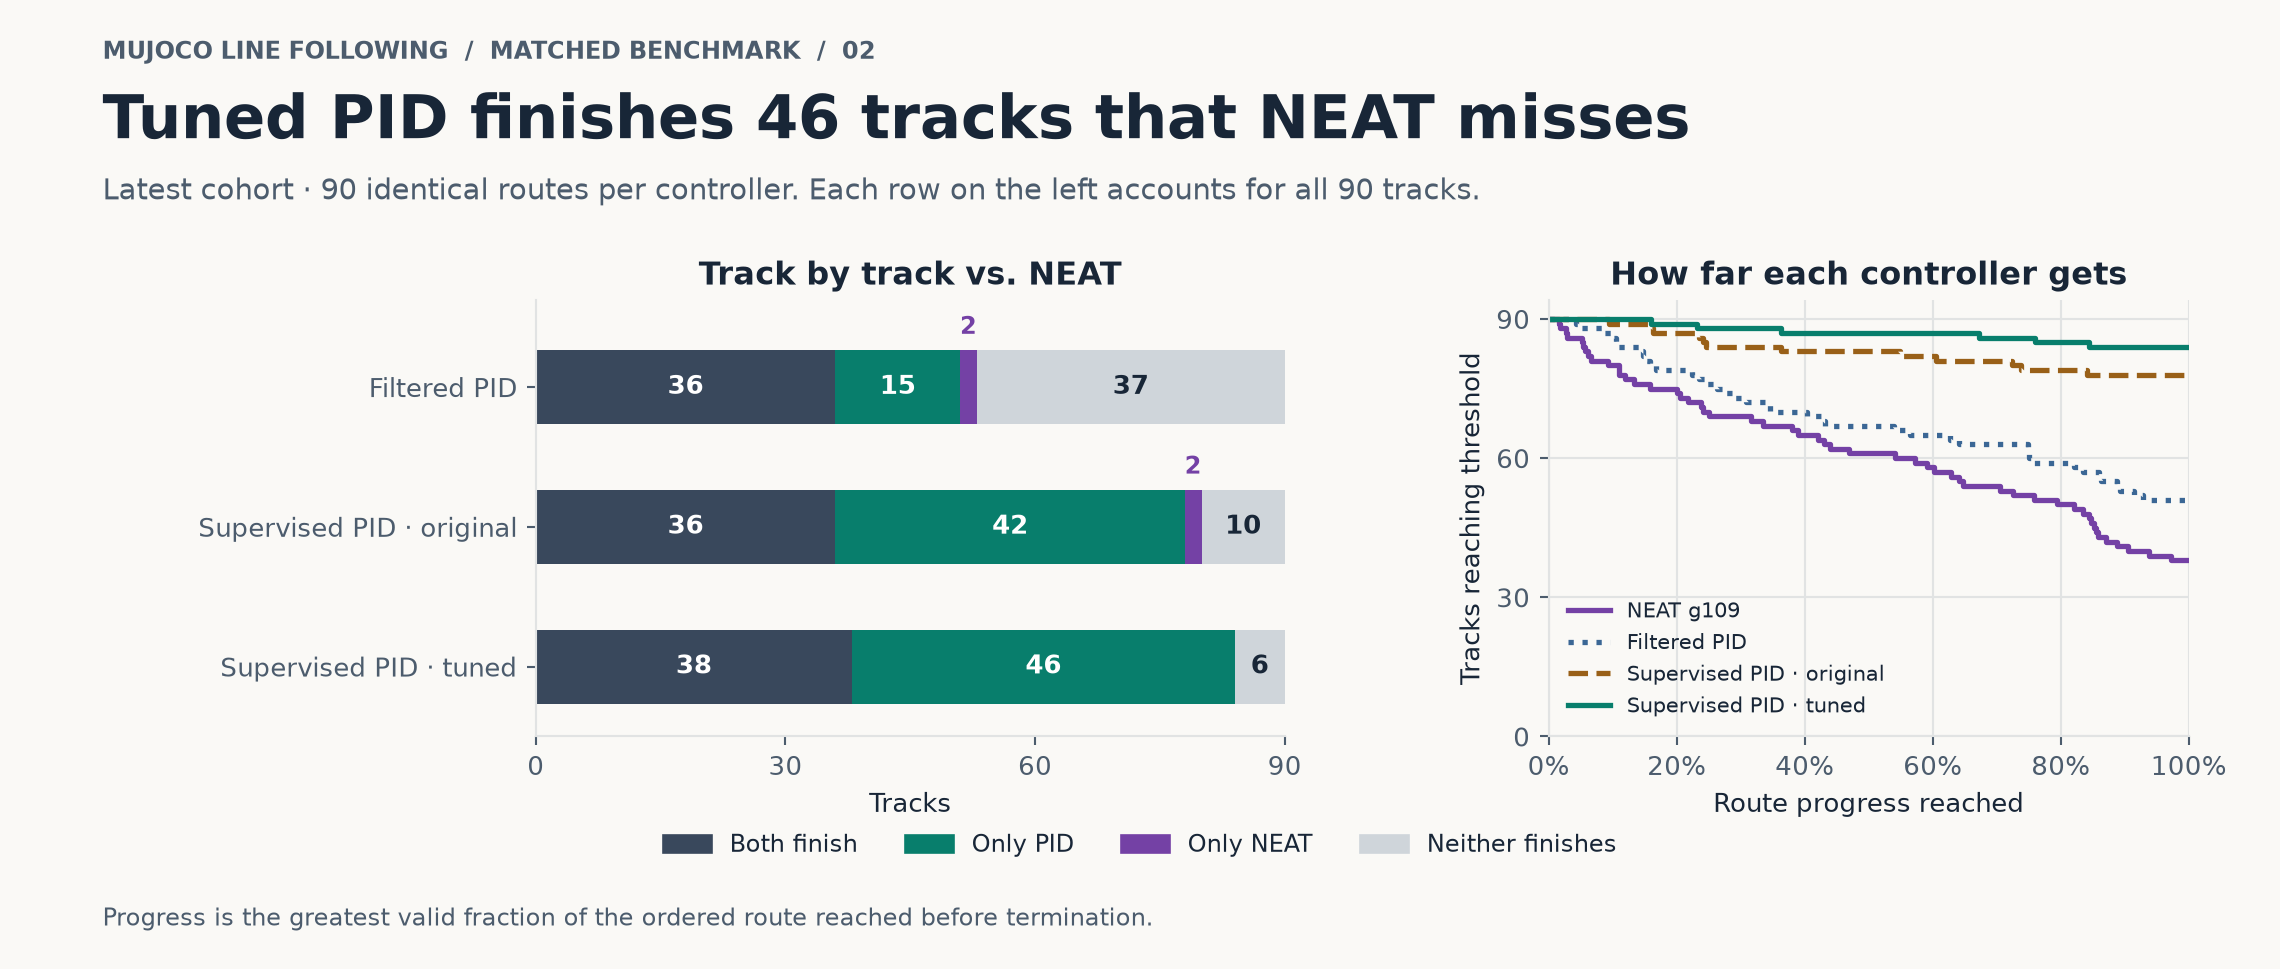 MUJOCO LINE FOLLOWING / MATCHED BENCHMARK / 02
Tuned PID finishes 46 tracks that NEAT misses
Latest cohort · 90 identical routes per controller. Each row on the left accounts for all 90 tracks.
Track by track vs. NEAT
2
Filtered PID
36
15
37
2
Supervised PID · original
36
42
10
Supervised PID · tuned
38
46
6
0
30
60
90
Tracks
How far each controller gets
Tracks reaching threshold
90
60
30
0
NEAT g109
Filtered PID
Supervised PID · original
Supervised PID · tuned
0%
20%
40%
60%
80%
100%
Route progress reached
Both finish
Only PID
Only NEAT
Neither finishes
Progress is the greatest valid fraction of the ordered route reached before termination.